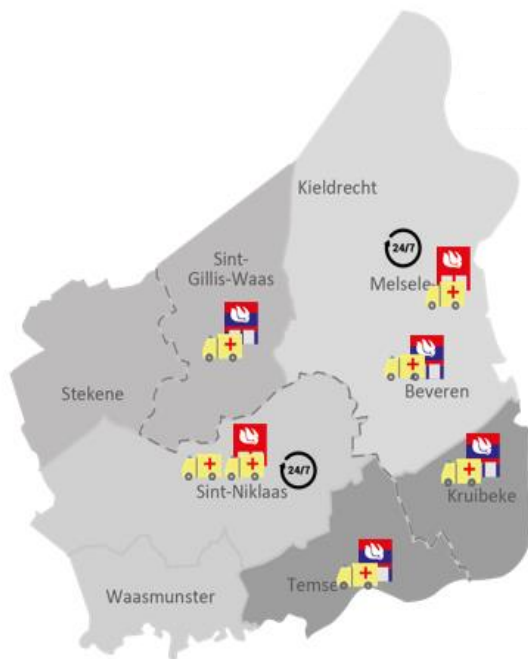 Kieldrecht
24/7
Sint-
Gillis-Waas
Melsele
Stekene
Beveren
Sint-Niklaas
24/7
Kruibeke
Temse
Waasmunster